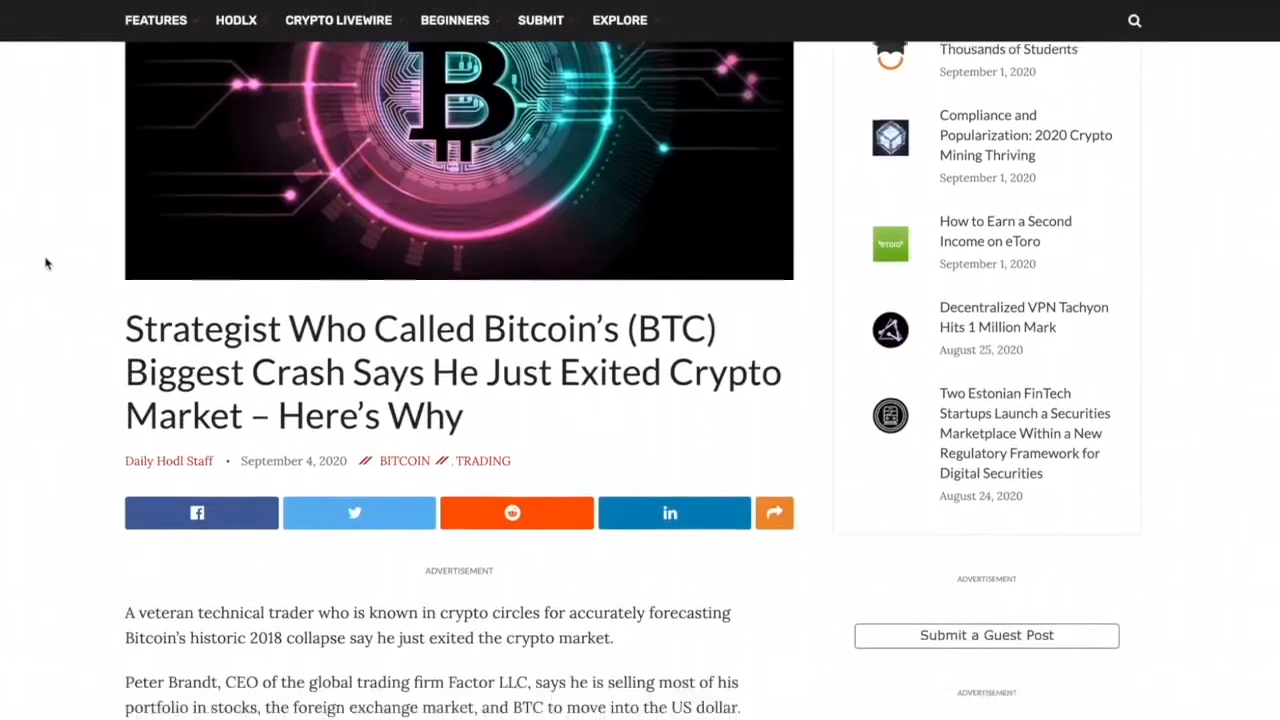 FEATURES HODLX CRYPTO LIVEWIRE BEGINNERS SUBMIT EXPLORE
Strategist Who Called Bitcoin’s (BTC)
Biggest Crash Says He Just Exited Crypto
Market – Here’s Why
Daily Hodl Staff • September 4, 2020 // BITCOIN // , TRADING
ADVERTISEMENT
A veteran technical trader who is known in crypto circles for accurately forecasting
Bitcoin’s historic 2018 collapse say he just exited the crypto market.
Peter Brandt, CEO of the global trading firm Factor LLC, says he is selling most of his
portfolio in stocks, the foreign exchange market, and BTC to move into the US dollar.
Thousands of Students
September 1, 2020
Compliance and
Popularization: 2020 Crypto
Mining Thriving
September 1, 2020
eToro
How to Earn a Second
Income on eToro
September 1, 2020
Decentralized VPN Tachyon
Hits 1 Million Mark
August 25, 2020
Two Estonian FinTech
Startups Launch a Securities
Marketplace Within a New
Regulatory Framework for
Digital Securities
August 24, 2020
ADVERTISEMENT
Submit a Guest Post
ADVERTISEMENT